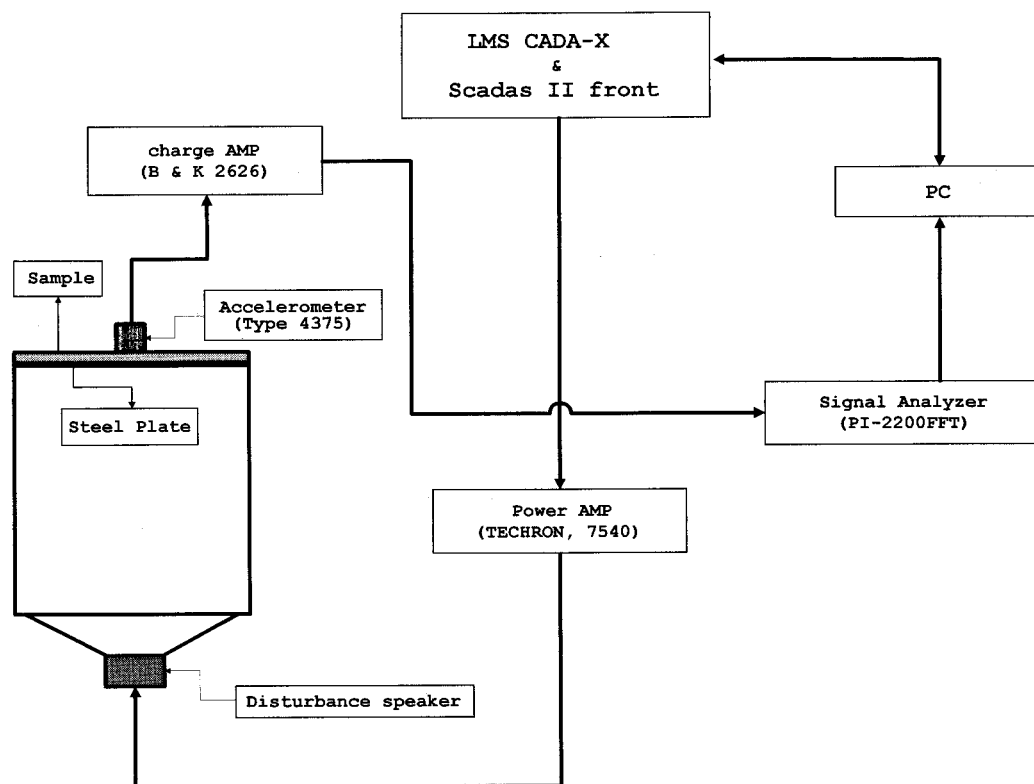 LMS CADA-X
&
Scadas II front
charge AMP
(B & K 2626)
PC
Sample
Accelerometer
(Type 4375)
Steel Plate
Signal Analyzer
(PI-2200FFT)
Power AMP
(TECHRON, 7540)
Disturbance speaker